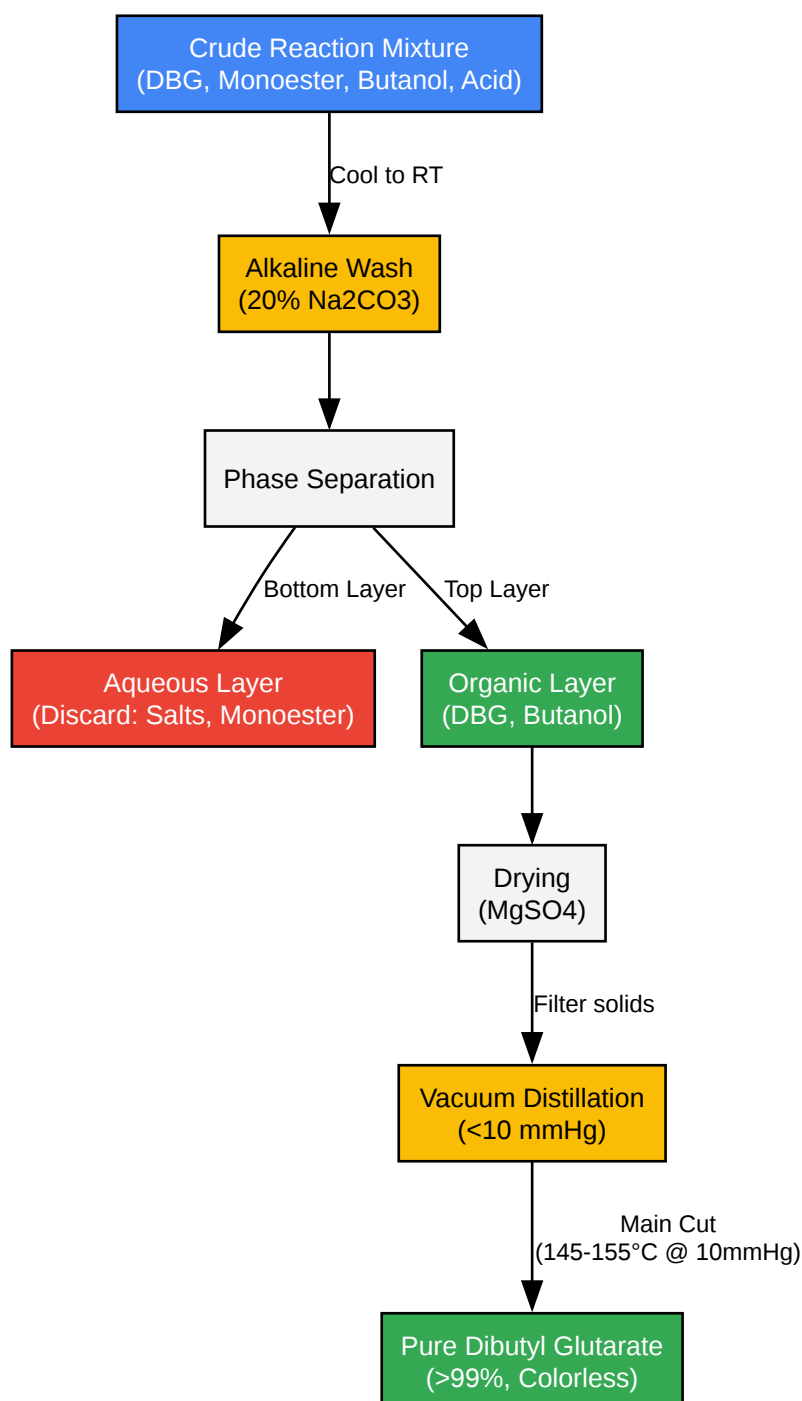 Crude Reaction Mixture
(DBG, Monoester, Butanol, Acid)
Cool to RT
Alkaline Wash
(20% Na2CO3)
Phase Separation
Bottom Layer
Top Layer
Aqueous Layer
(Discard: Salts, Monoester)
Organic Layer
(DBG, Butanol)
Drying
(MgSO4)
Filter solids
Vacuum Distillation
(<10 mmHg)
Main Cut
(145-155°C @ 10mmHg)
Pure Dibutyl Glutarate
(>99%, Colorless)